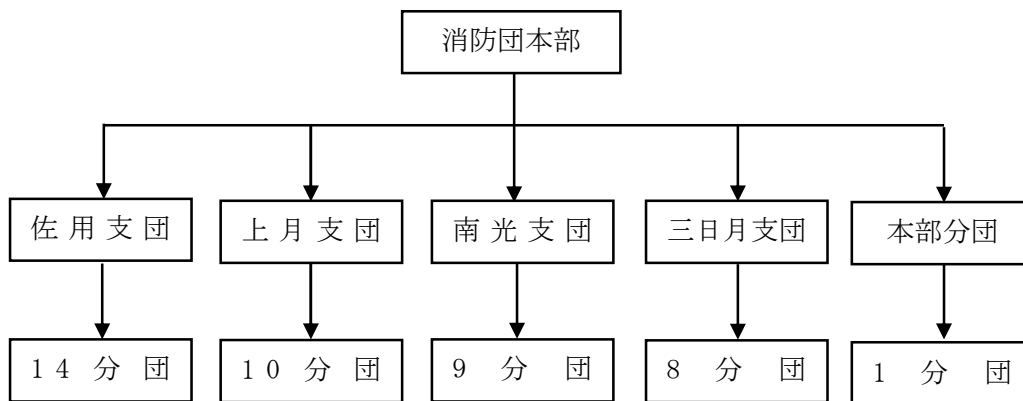 消防団本部
佐用支団
上月支団
南光支団
三日月支団
本部分団
14分団
10分団
9分団
8分団
1分団